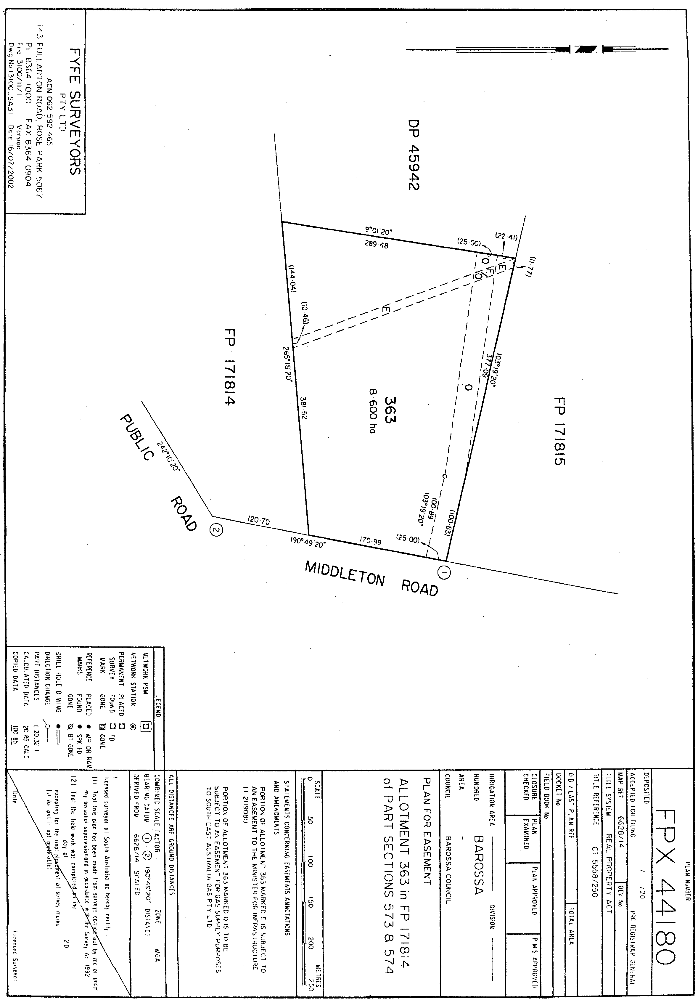 PLAN NUMBER
FPX 44180
DEPOSITED / /20
ACCEPTED FOR FILING
PRO REGISTRAR-GENERAL
MAP REF 6628/14
DEV No
TITLE SYSTEM REAL PROPERTY ACT
TITLE REFERENCE CT 5558/250
O B / LAST PLAN REF
TOTAL AREA
DOCKET No
FIELD BOOK No
CLOSURE
CHECKED
PLAN
EXAMINED
PLAN APPROVED
P M S APPROVED
IRRIGATION AREA
DIVISION
HUNDRED BAROSSA
AREA -
COUNCIL BAROSSA COUNCIL
PLAN FOR EASEMENT
ALLOTMENT 363 in FP 171814
of PART SECTIONS 573 & 574
SCALE METRES
0 50 100 150 200 250
STATEMENTS CONCERNING EASEMENTS ANNOTATIONS
AND AMENDMENTS
PORTION OF ALLOTMENT 363 MARKED E IS SUBJECT TO
AN EASEMENT TO THE MINISTER FOR INFRASTRUCTURE
(T 2119081)
PORTION OF ALLOTMENT 363 MARKED Q IS TO BE
SUBJECT TO AN EASEMENT FOR GAS SUPPLY PURPOSES
TO SOUTH EAST AUSTRALIA GAS PTY LTD
ALL DISTANCES ARE GROUND DISTANCES
COMBINED SCALE FACTOR ZONE MGA
BEARING DATUM 1 - 2 190°49'20" DISTANCE
DERIVED FROM 6628/14 SCALED
I
licensed surveyor of South Australia do hereby certify -
(1) That this plan has been made from surveys carried out by me or under
my personal supervision and in accordance with the Survey Act 1992
(2) That the field work was completed on the
day of 20
excepting for the final placement of survey marks
(strike out if not applicable)
Date Licensed Surveyor
LEGEND
NETWORK PSM
NETWORK STATION
PERMANENT PLACED
SURVEY FOUND FD
MARK GONE GONE
REFERENCE PLACED MP OR RAM
MARKS FOUND SPK FD
GONE BT GONE
DRILL HOLE & WING
DIRECTION CHANGE
PART DISTANCES ( 20.32 )
CALCULATED DATA 20.85 CALC
COPIED DATA 100.85
FP 171815
DP 45942
FP 171814
(22·41)
(11·77)
(25·00)
9°01'20"
289·48
Q
E
E
Q
E
Q
103°19'20"
377·09
363
8·600 ha
(144·04)
(10·46)
265°18'20"
381·52
(100·83)
100·89
103°19'20"
(25·00)
170·99
190°49'20"
120·70
1
2
242°10'20"
PUBLIC ROAD
MIDDLETON ROAD
FYFE SURVEYORS
PTY LTD
ACN 062 592 465
143 FULLARTON ROAD, ROSE PARK 5067
PH 8364 1000 FAX 8364 0904
File 13100/11/1 Version
Dwg No 13100_SA31 Date 16/07/2002